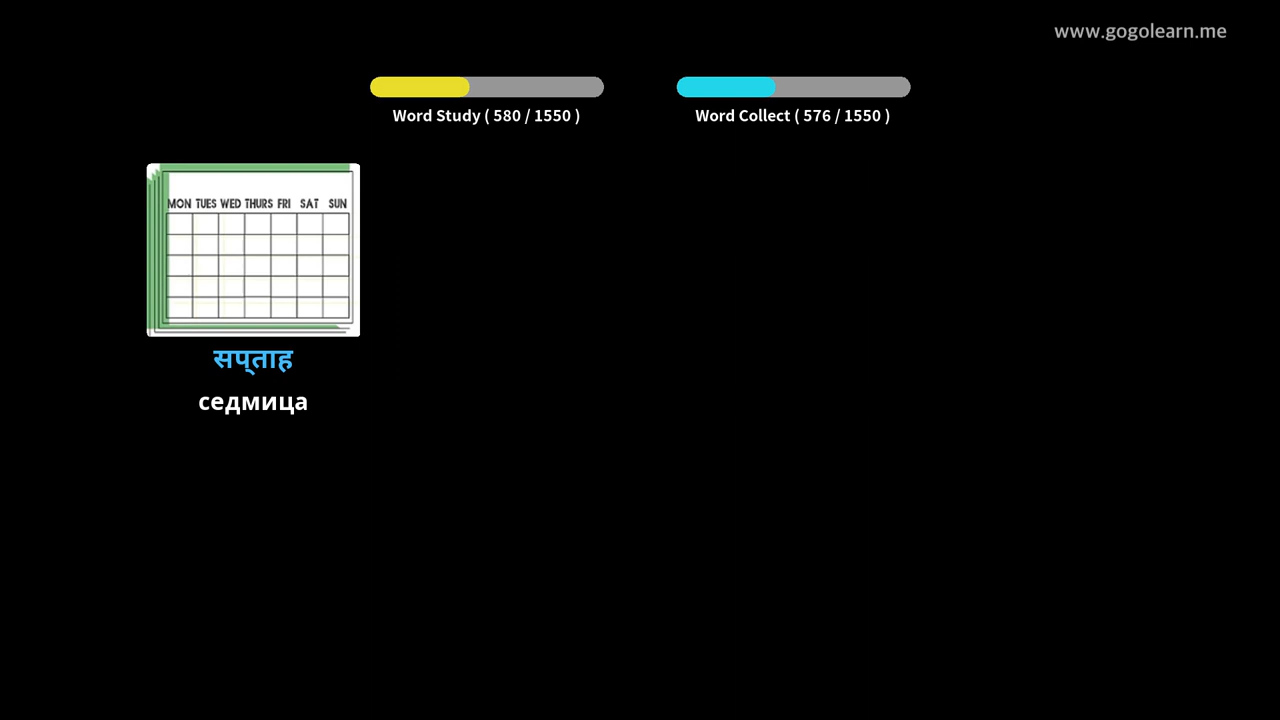 www.gogolearn.me
Word Study ( 580 / 1550 )
Word Collect ( 576 / 1550 )
MON TUES WED THURS FRI SAT SUN
सप्ताह
седмица